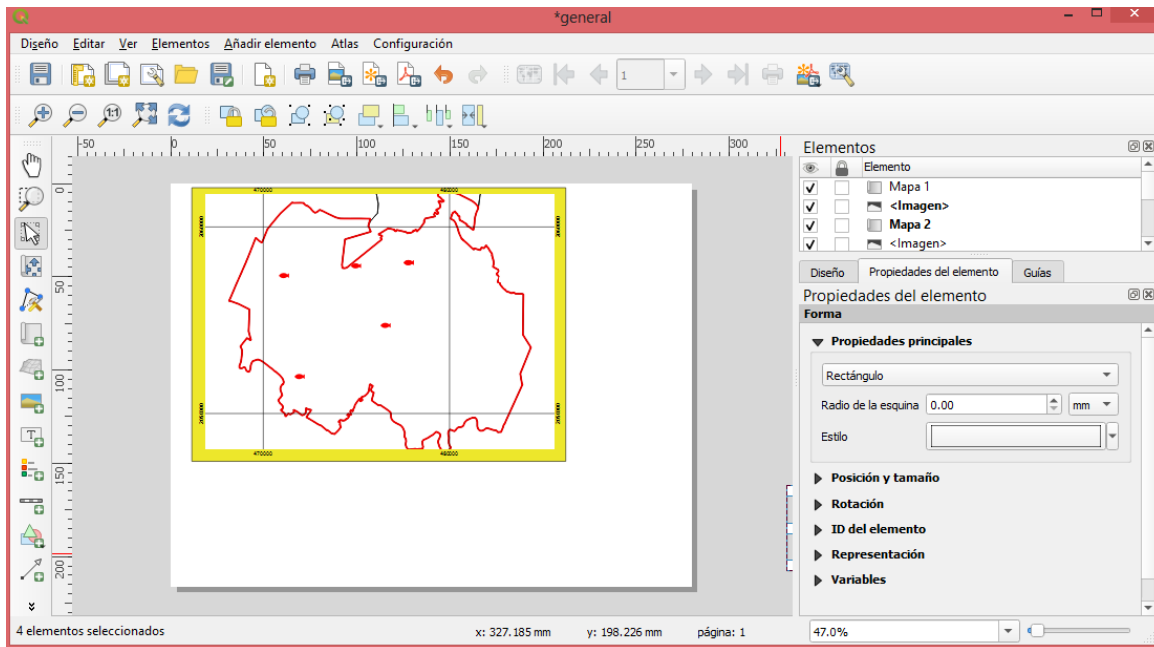 *general
Diseño Editar Ver Elementos Añadir elemento Atlas Configuración
1
-50 0 50 100 150 200 250 300
0
50
100
150
200
470000 480000
2068000 2068000
470000 480000
Elementos
Elemento
Mapa 1
<Imagen>
Mapa 2
<Imagen>
Diseño Propiedades del elemento Guías
Propiedades del elemento
Forma
Propiedades principales
Rectángulo
Radio de la esquina 0.00 mm
Estilo
Posición y tamaño
Rotación
ID del elemento
Representación
Variables
4 elementos seleccionados x: 327.185 mm y: 198.226 mm página: 1 47.0%